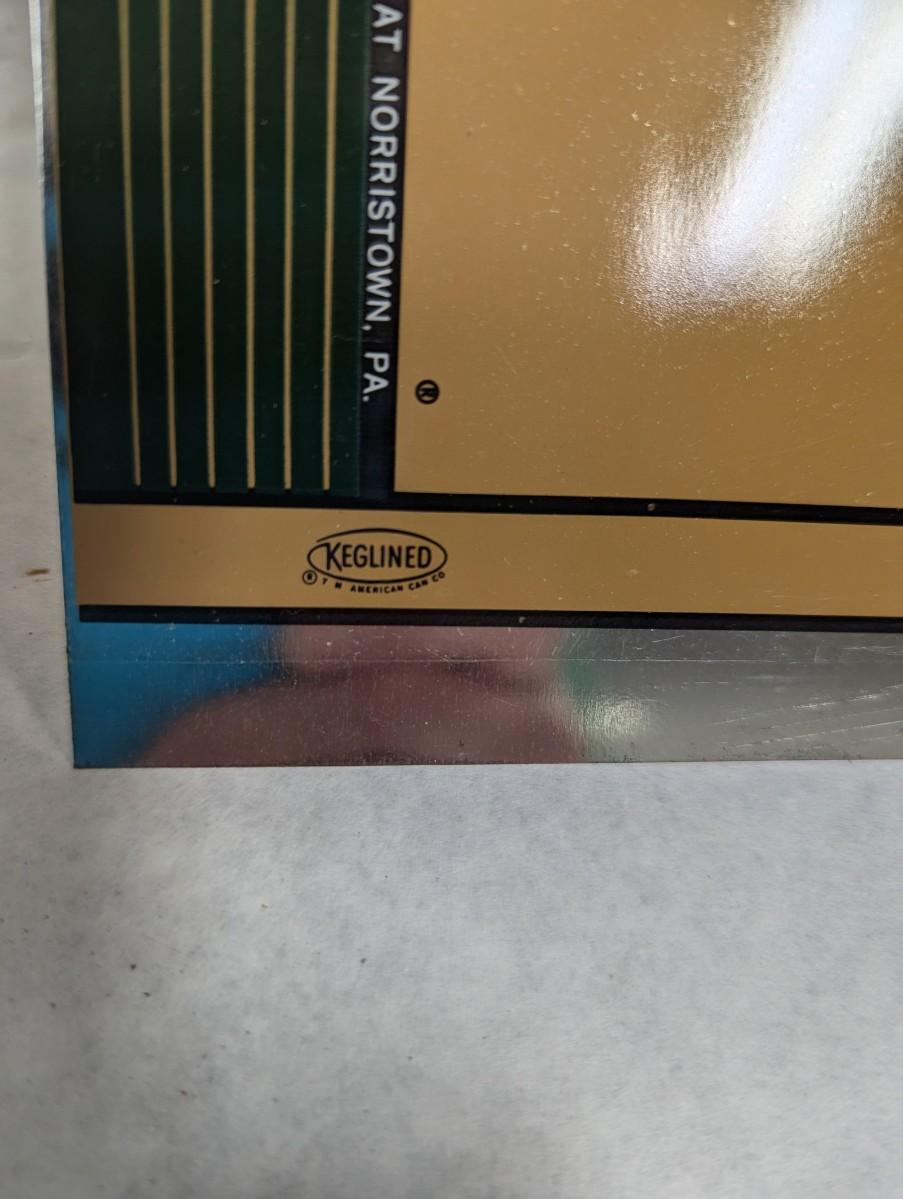 AT NORRISTOWN, PA.
®
KEGLINED
® T M AMERICAN CAN CO